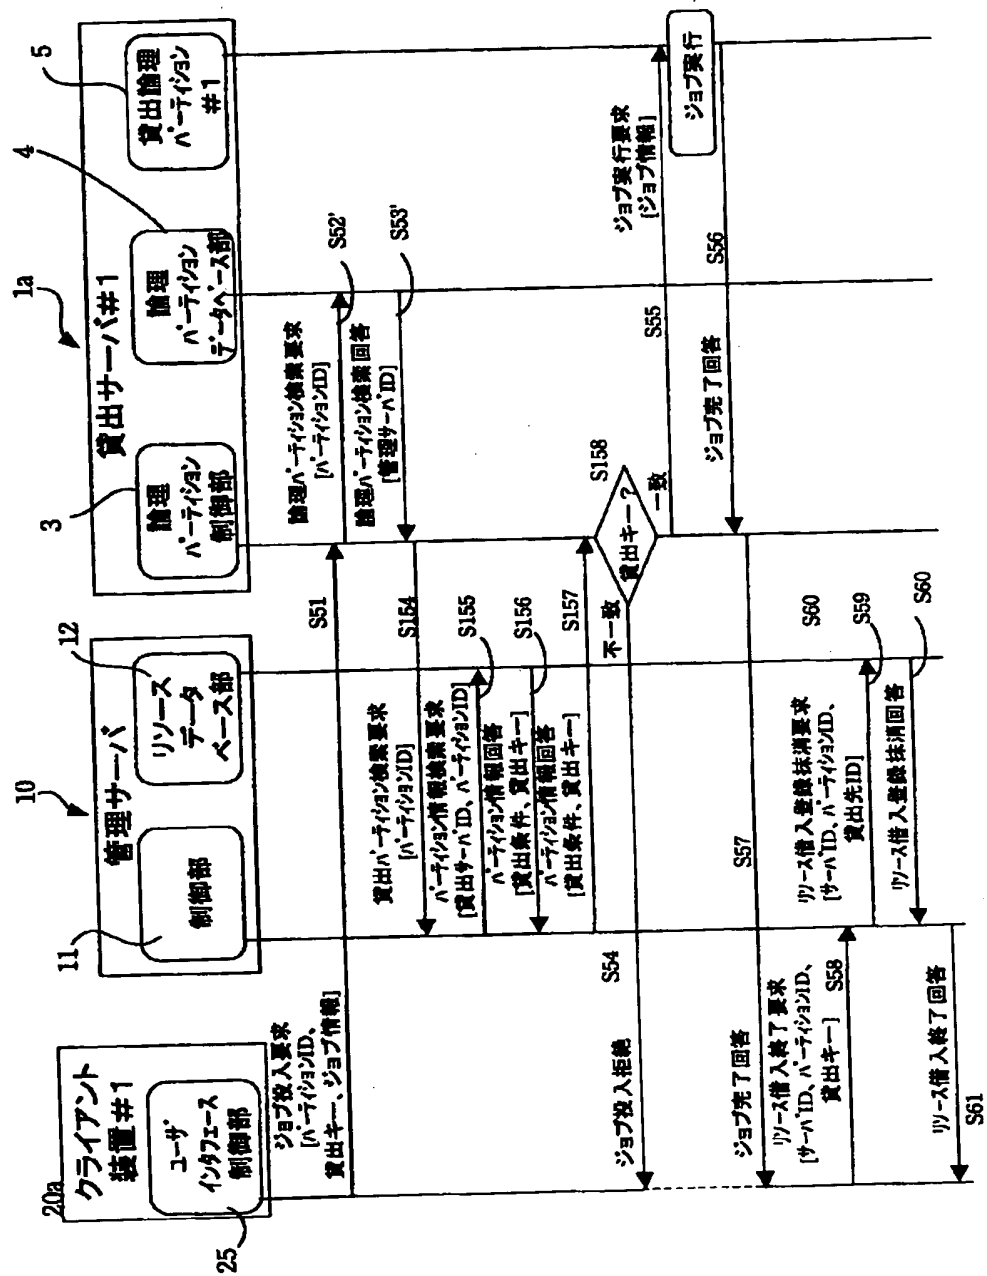 20a
クライアント
装置#1
ユーザ
インタフェース
制御部
25
10
管理サーバ
11
制御部
12
リソース
データ
ベース部
1a
貸出サーバ#1
3
論理
パーティション
制御部
4
論理
パーティション
データベース部
5
貸出論理
パーティション
#1
ジョブ投入要求
[パーティションID、
貸出キー、ジョブ情報]
S51
論理パーティション検索要求
[パーティションID]
S52'
論理パーティション検索回答
[管理サーバID]
S53'
貸出パーティション検索要求
[パーティションID]
S154
パーティション情報検索要求
[貸出サーバID、パーティションID]
S155
パーティション情報回答
[貸出条件、貸出キー]
S156
パーティション情報回答
[貸出条件、貸出キー]
S157
貸出キー?
S158
不一致
一致
ジョブ投入拒絶
S54
S55
ジョブ実行要求
[ジョブ情報]
ジョブ実行
ジョブ完了回答
S56
ジョブ完了回答
S57
リソース借入終了要求
[サーバID、パーティションID、
貸出キー]
S58
リソース借入登録抹消要求
[サーバID、パーティションID、
貸出先ID]
S60
S59
リソース借入登録抹消回答
S60
リソース借入終了回答
S61